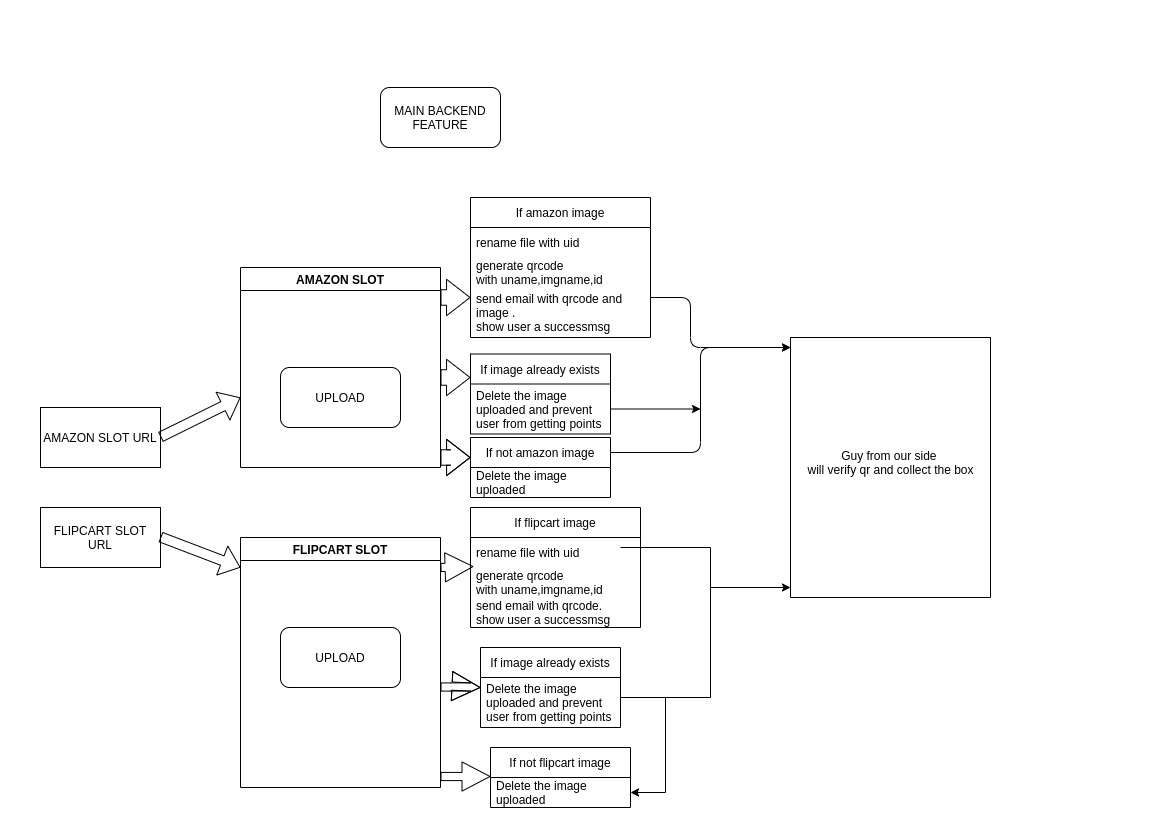 MAIN BACKEND
FEATURE
If amazon image
rename file with uid
generate qrcode
with uname,imgname,id
send email with qrcode and
image .
show user a successmsg
AMAZON SLOT
UPLOAD
If image already exists
Delete the image
uploaded and prevent
user from getting points
If not amazon image
Delete the image
uploaded
AMAZON SLOT URL
Guy from our side
will verify qr and collect the box
FLIPCART SLOT
URL
FLIPCART SLOT
UPLOAD
If flipcart image
rename file with uid
generate qrcode
with uname,imgname,id
send email with qrcode.
show user a successmsg
If image already exists
Delete the image
uploaded and prevent
user from getting points
If not flipcart image
Delete the image
uploaded